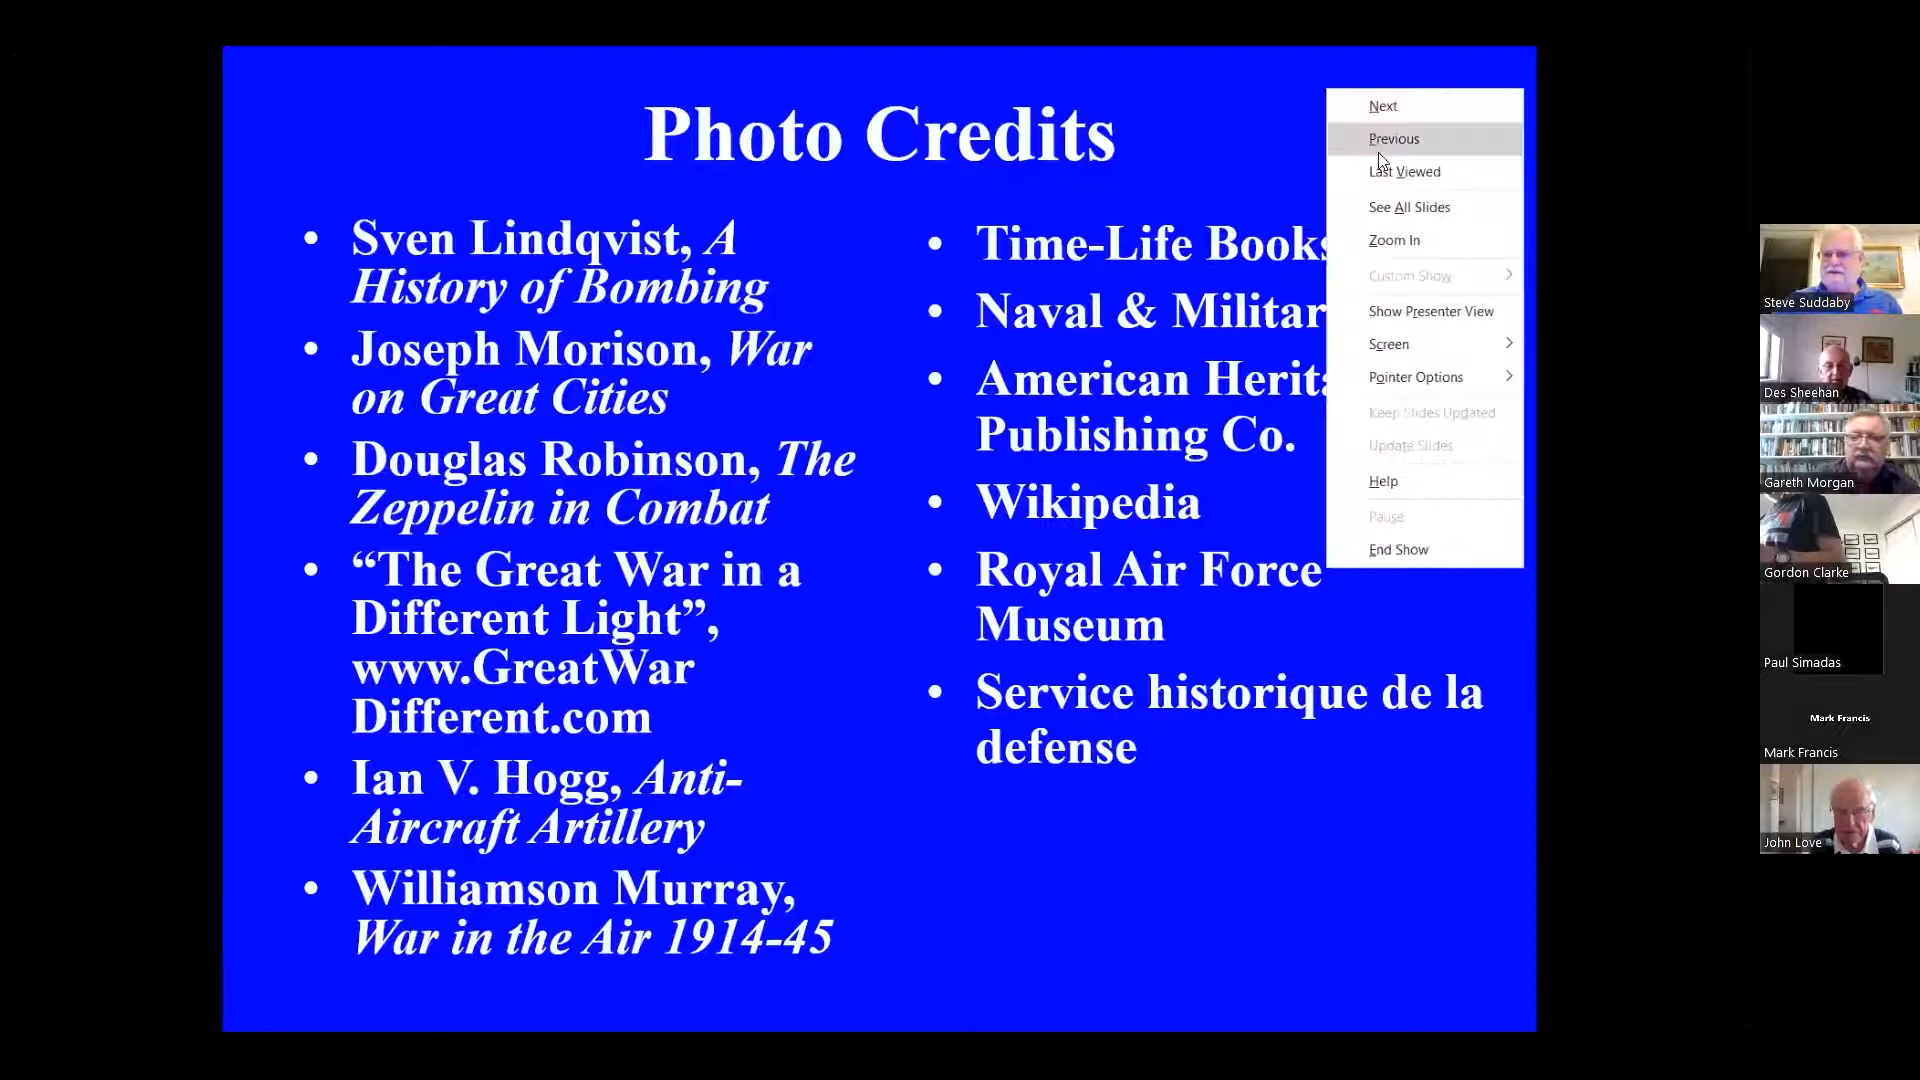 Photo Credits
• Sven Lindqvist, A
History of Bombing
• Joseph Morison, War
on Great Cities
• Douglas Robinson, The
Zeppelin in Combat
• “The Great War in a
Different Light”,
www.GreatWar
Different.com
• Ian V. Hogg, Anti-
Aircraft Artillery
• Williamson Murray,
War in the Air 1914-45
• Time-Life Books
• Naval & Militar
• American Herita
Publishing Co.
• Wikipedia
• Royal Air Force
Museum
• Service historique de la
defense
Next
Previous
Last Viewed
See All Slides
Zoom In
Custom Show
Show Presenter View
Screen
Pointer Options
Keep Slides Updated
Update Slides
Help
Pause
End Show
Steve Suddaby
Des Sheehan
Gareth Morgan
Gordon Clarke
Paul Simadas
Mark Francis
Mark Francis
John Love